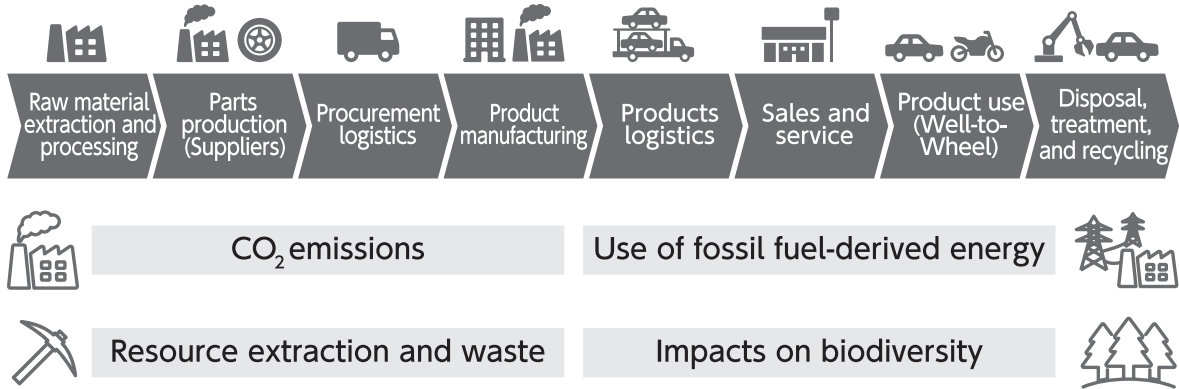 Raw material
extraction and
processing
Parts
production
(Suppliers)
Procurement
logistics
Product
manufacturing
Products
logistics
Sales and
service
Product use
(Well-to-
Wheel)
Disposal,
treatment,
and recycling
CO₂ emissions
Use of fossil fuel-derived energy
Resource extraction and waste
Impacts on biodiversity